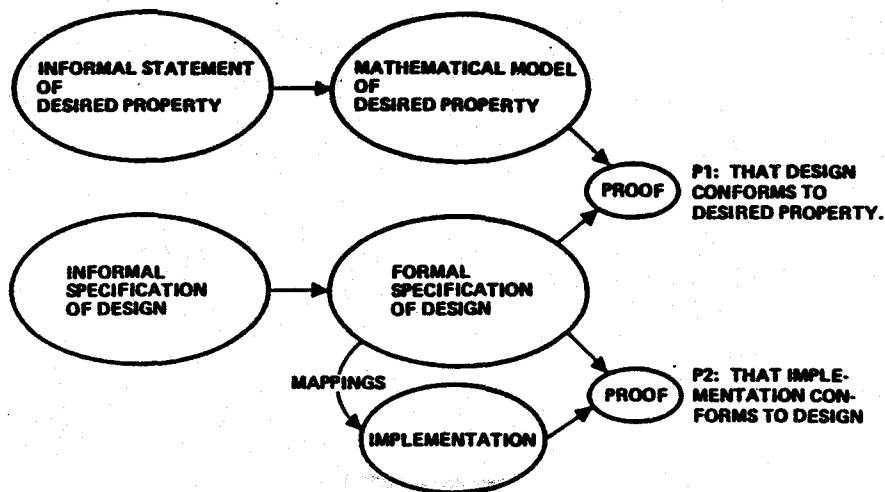 INFORMAL STATEMENT
OF
DESIRED PROPERTY
MATHEMATICAL MODEL
OF
DESIRED PROPERTY
PROOF
P1: THAT DESIGN
CONFORMS TO
DESIRED PROPERTY.
INFORMAL
SPECIFICATION
OF DESIGN
FORMAL
SPECIFICATION
OF DESIGN
MAPPINGS
IMPLEMENTATION
PROOF
P2: THAT IMPLE-
MENTATION CON-
FORMS TO DESIGN